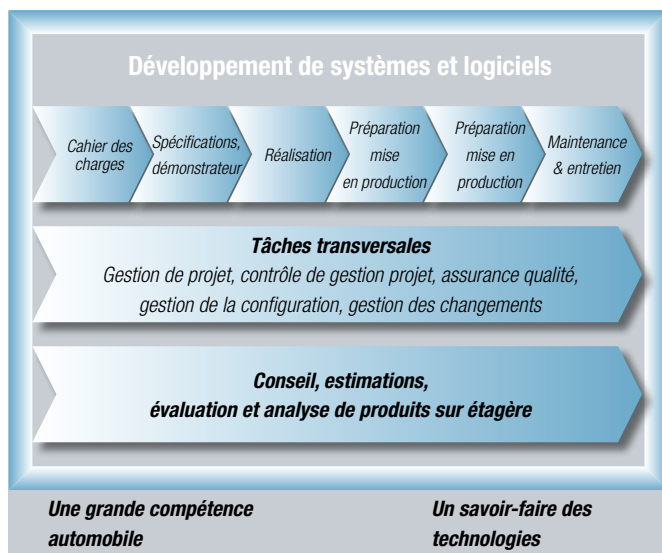 Développement de systèmes et logiciels
Cahier des
charges
Spécifications,
démonstrateur
Réalisation
Préparation
mise
en production
Préparation
mise en
production
Maintenance
& entretien
Tâches transversales
Gestion de projet, contrôle de gestion projet, assurance qualité,
gestion de la configuration, gestion des changements
Conseil, estimations,
évaluation et analyse de produits sur étagère
Une grande compétence
automobile
Un savoir-faire des
technologies